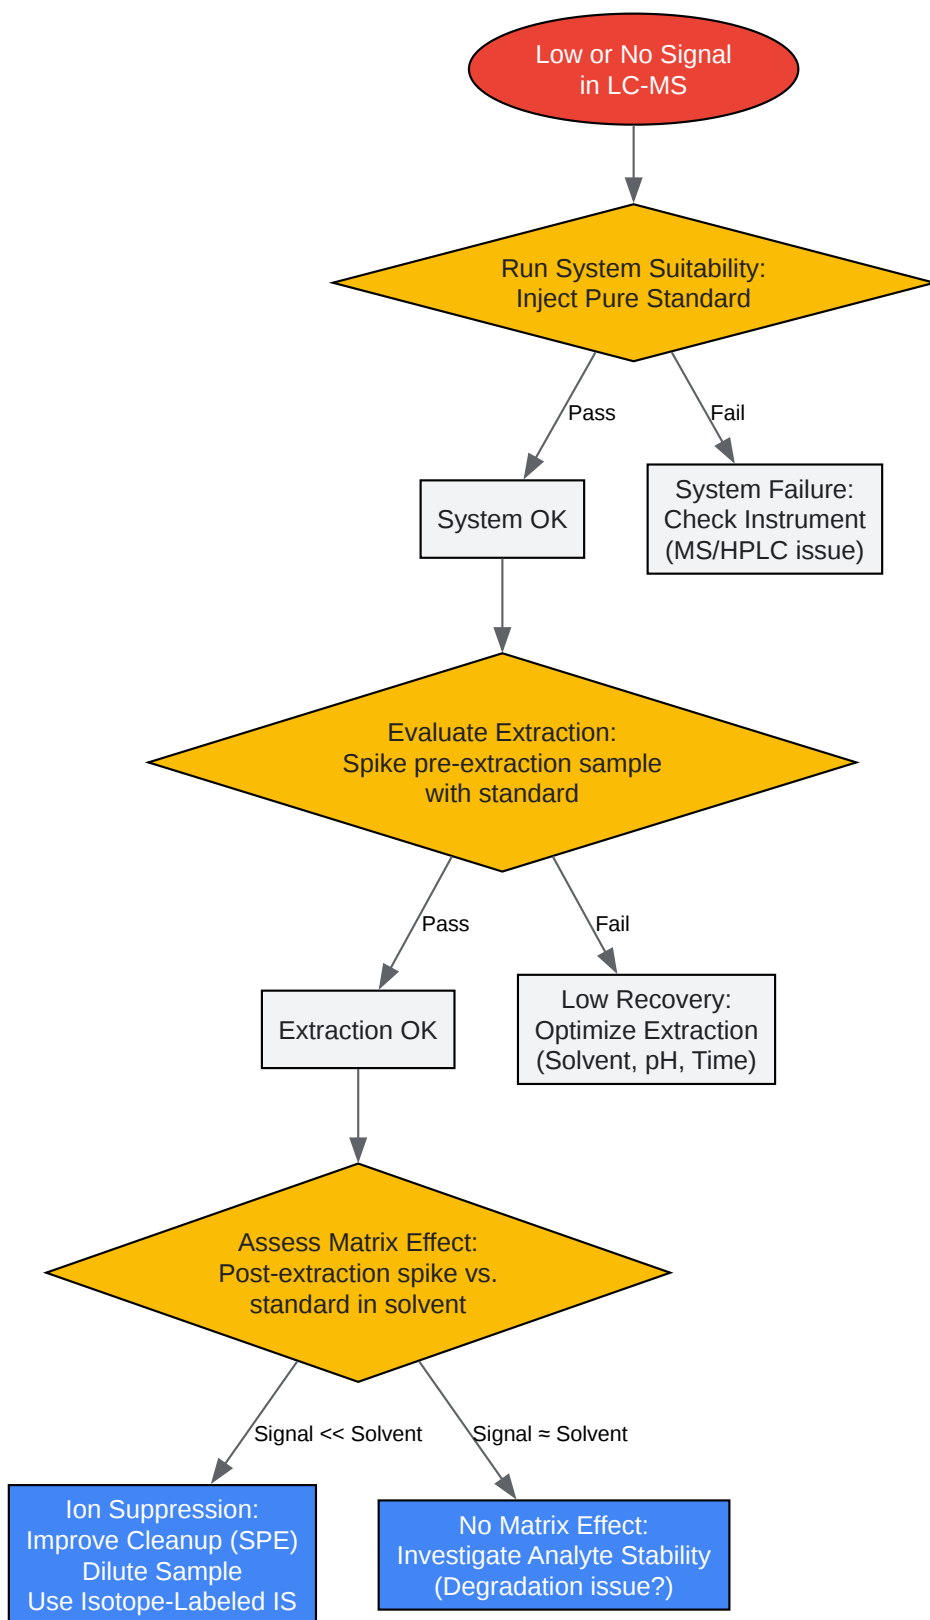 Low or No Signal
in LC-MS
Run System Suitability:
Inject Pure Standard
Pass
Fail
System OK
System Failure:
Check Instrument
(MS/HPLC issue)
Evaluate Extraction:
Spike pre-extraction sample
with standard
Pass
Fail
Extraction OK
Low Recovery:
Optimize Extraction
(Solvent, pH, Time)
Assess Matrix Effect:
Post-extraction spike vs.
standard in solvent
Signal << Solvent
Signal ≈ Solvent
Ion Suppression:
Improve Cleanup (SPE)
Dilute Sample
Use Isotope-Labeled IS
No Matrix Effect:
Investigate Analyte Stability
(Degradation issue?)